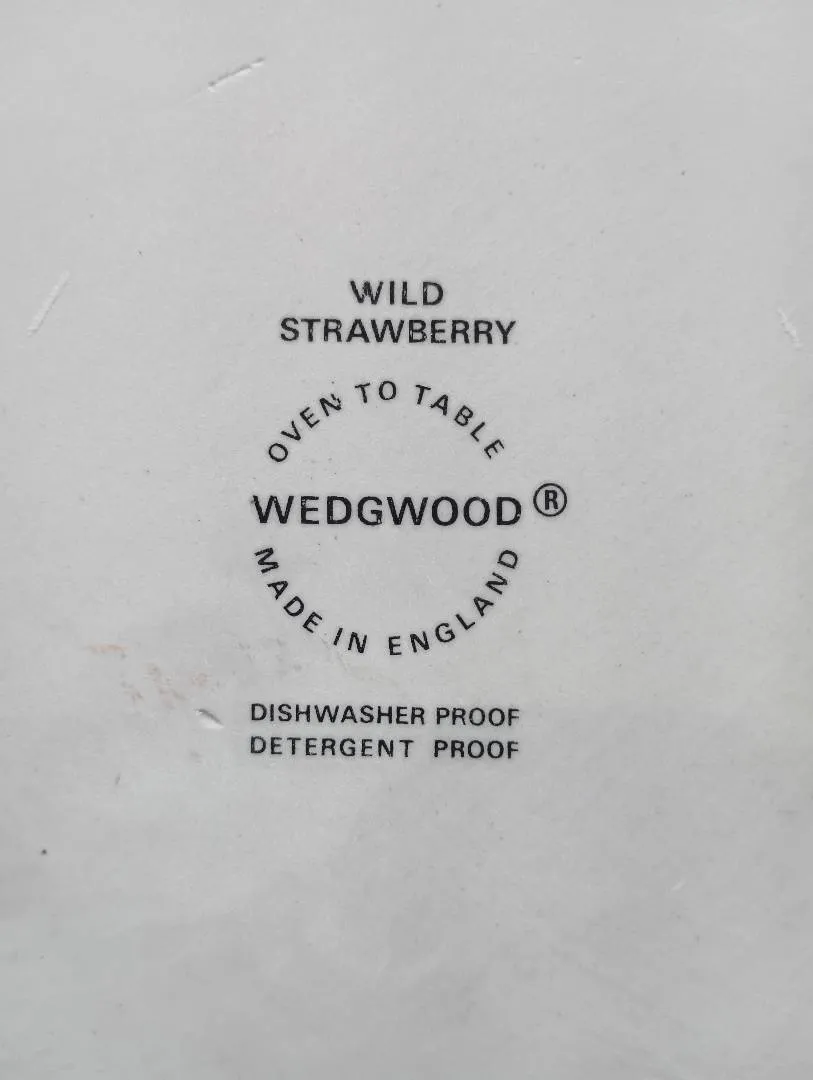 WILD
STRAWBERRY
OVEN TO TABLE
WEDGWOOD ®
MADE IN ENGLAND
DISHWASHER PROOF
DETERGENT PROOF